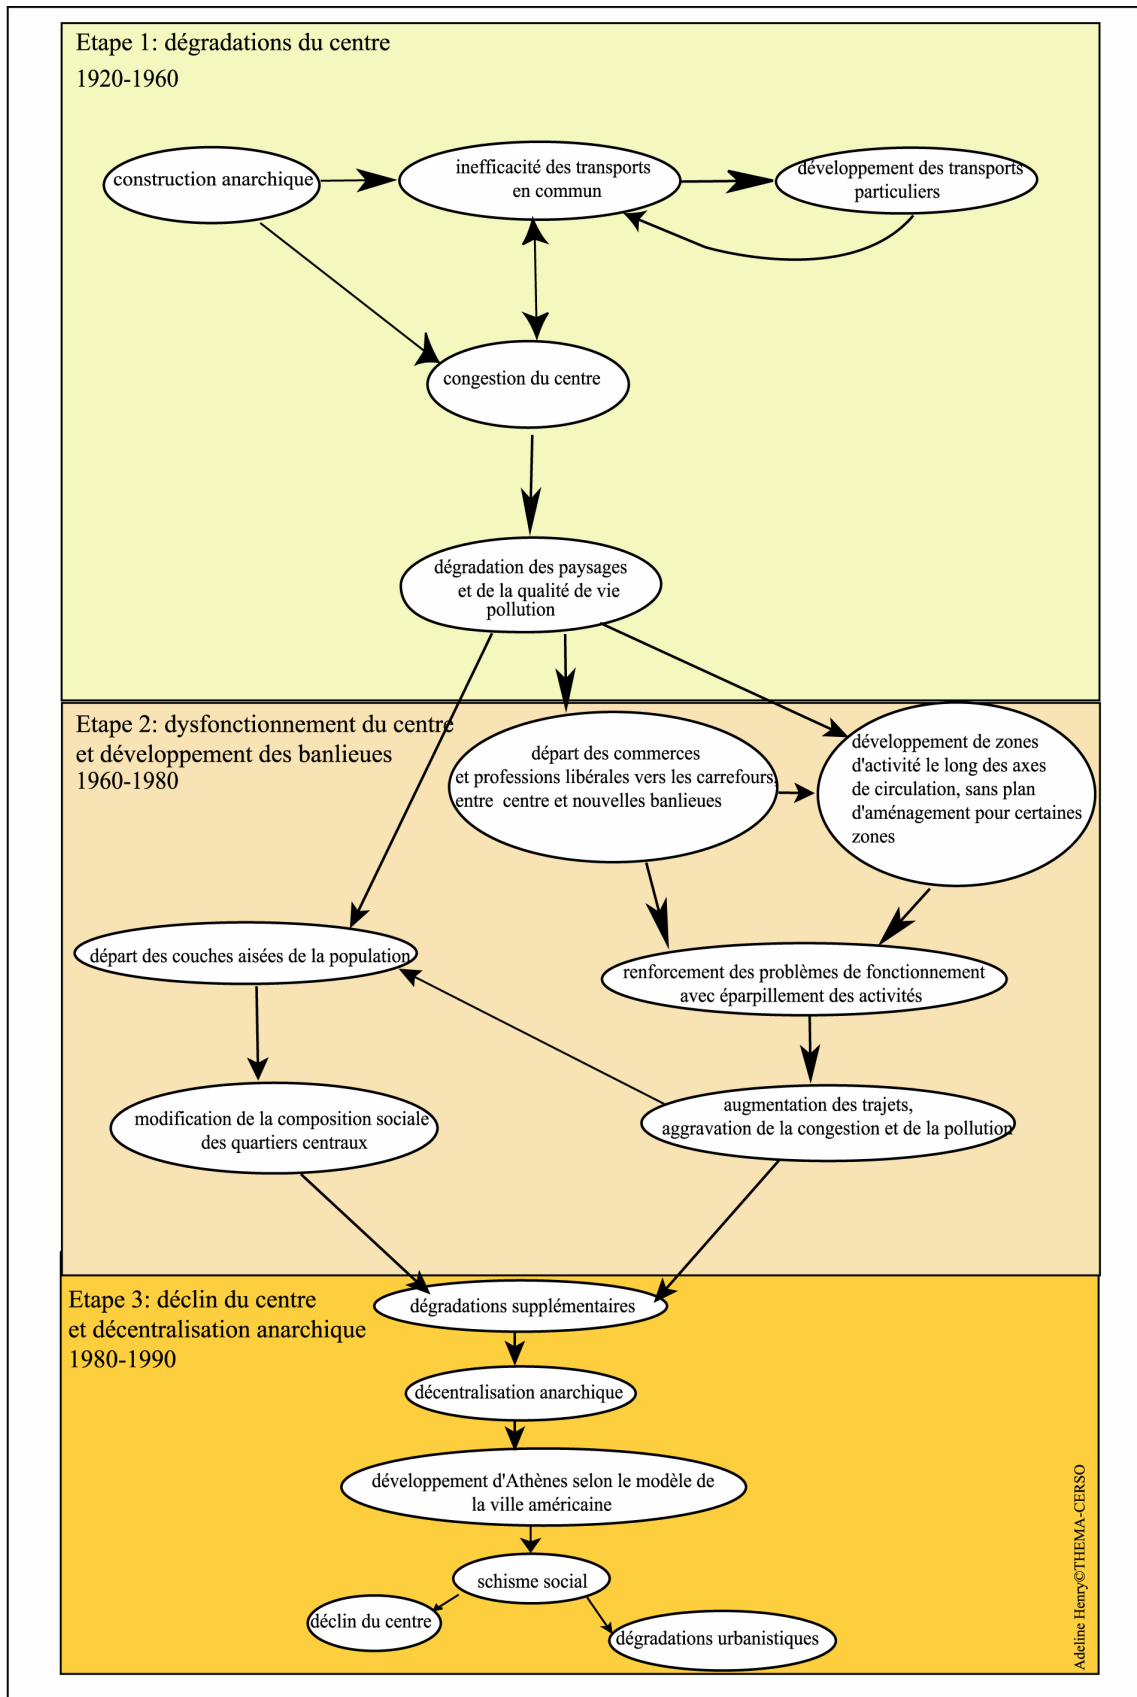 Etape 1: dégradations du centre
1920-1960
construction anarchique
inefficacité des transports
en commun
développement des transports
particuliers
congestion du centre
dégradation des paysages
et de la qualité de vie
pollution
Etape 2: dysfonctionnement du centre
et développement des banlieues
1960-1980
départ des commerces
et professions libérales vers les carrefours,
entre centre et nouvelles banlieues
développement de zones
d'activité le long des axes
de circulation, sans plan
d'aménagement pour certaines
zones
départ des couches aisées de la population
renforcement des problèmes de fonctionnement
avec éparpillement des activités
modification de la composition sociale
des quartiers centraux
augmentation des trajets,
aggravation de la congestion et de la pollution
Etape 3: déclin du centre
et décentralisation anarchique
1980-1990
dégradations supplémentaires
décentralisation anarchique
développement d'Athènes selon le modèle de
la ville américaine
schisme social
déclin du centre
dégradations urbanistiques
Adeline Henry©THEMA-CERSO